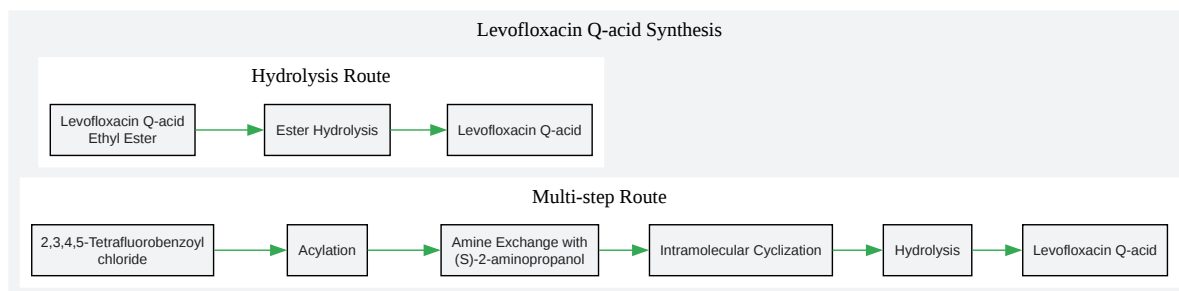 Levofloxacin Q-acid Synthesis
Hydrolysis Route
Levofloxacin Q-acid
Ethyl Ester
Ester Hydrolysis
Levofloxacin Q-acid
Multi-step Route
2,3,4,5-Tetrafluorobenzoyl
chloride
Acylation
Amine Exchange with
(S)-2-aminopropanol
Intramolecular Cyclization
Hydrolysis
Levofloxacin Q-acid